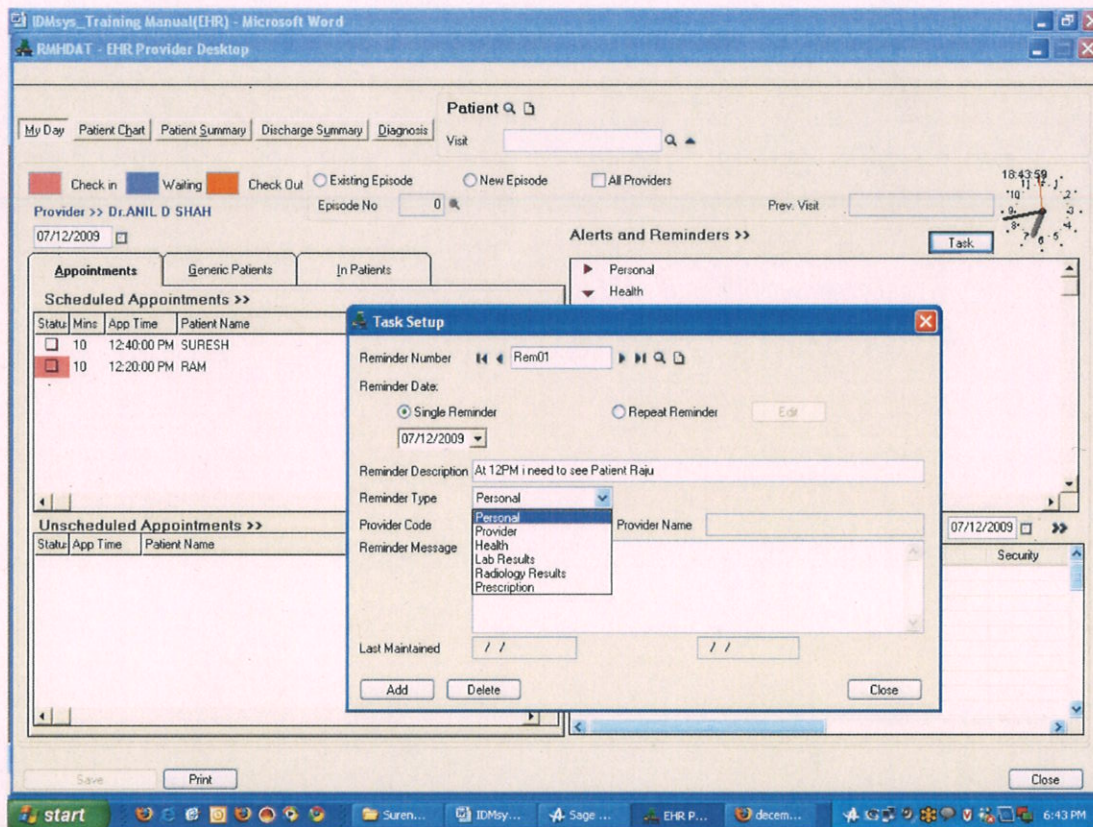 IDMsys_Training Manual(EHR) - Microsoft Word
RMHDAT - EHR Provider Desktop
Patient
My Day Patient Chart Patient Summary Discharge Summary Diagnosis
Visit
Check in Waiting Check Out Existing Episode New Episode All Providers
18:43:59
Provider >> Dr.ANIL D SHAH
Episode No 0
Prev. Visit
07/12/2009
Alerts and Reminders >>
Task
Appointments Generic Patients In Patients
Personal
Health
Scheduled Appointments >>
Statu Mins App Time Patient Name
10 12:40:00 PM SURESH
10 12:20:00 PM RAM
Task Setup
Reminder Number Rem01
Reminder Date:
Single Reminder Repeat Reminder Edit
07/12/2009
Reminder Description At 12PM i need to see Patient Raju
Reminder Type Personal
Personal
Provider
Health
Lab Results
Radiology Results
Prescription
Provider Code Provider Name
Reminder Message
Last Maintained / / / /
Add Delete Close
Unscheduled Appointments >>
Statu App Time Patient Name
07/12/2009 >>
Security
Save Print Close
start Suren... IDMsy... Sage ... EHR P... decem... 6:43 PM